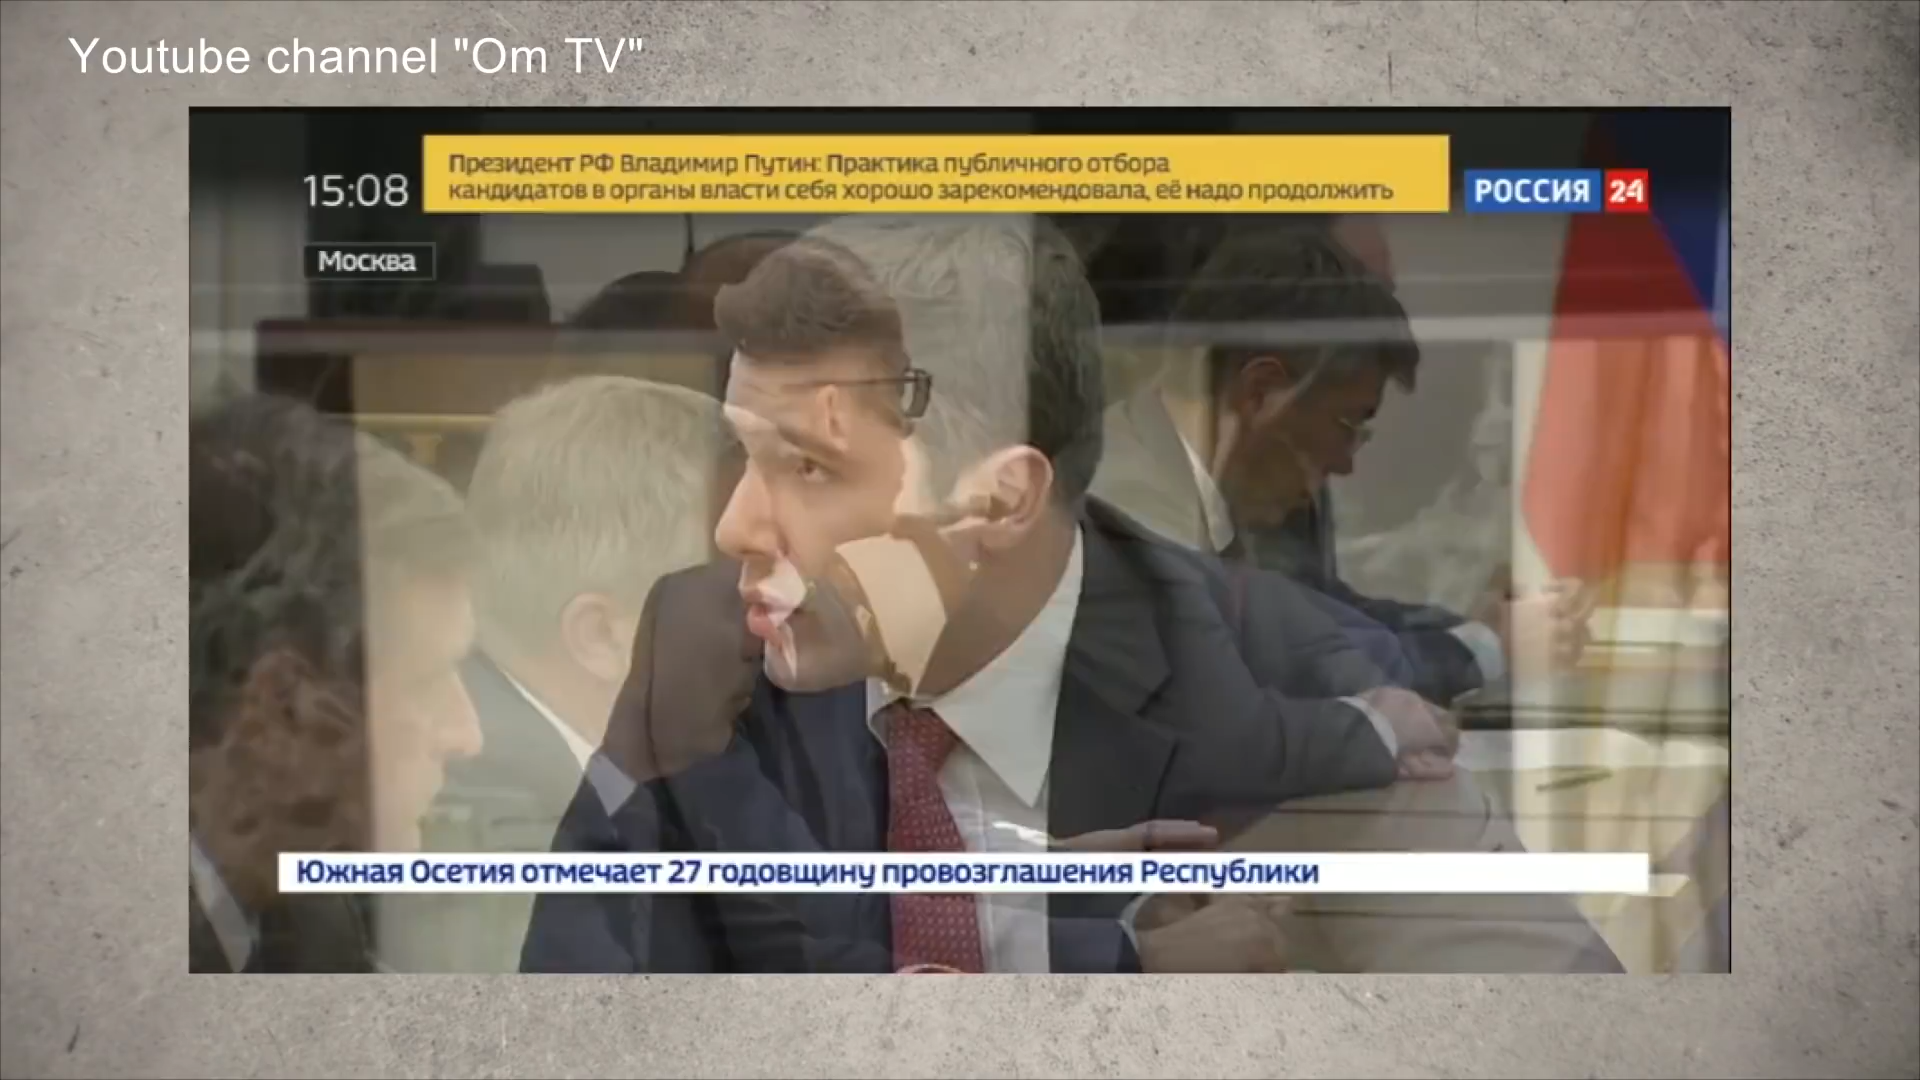 Youtube channel "Om TV"
Президент РФ Владимир Путин: Практика публичного отбора
кандидатов в органы власти себя хорошо зарекомендовала, её надо продолжить
15:08
РОССИЯ 24
Москва
Южная Осетия отмечает 27 годовщину провозглашения Республики